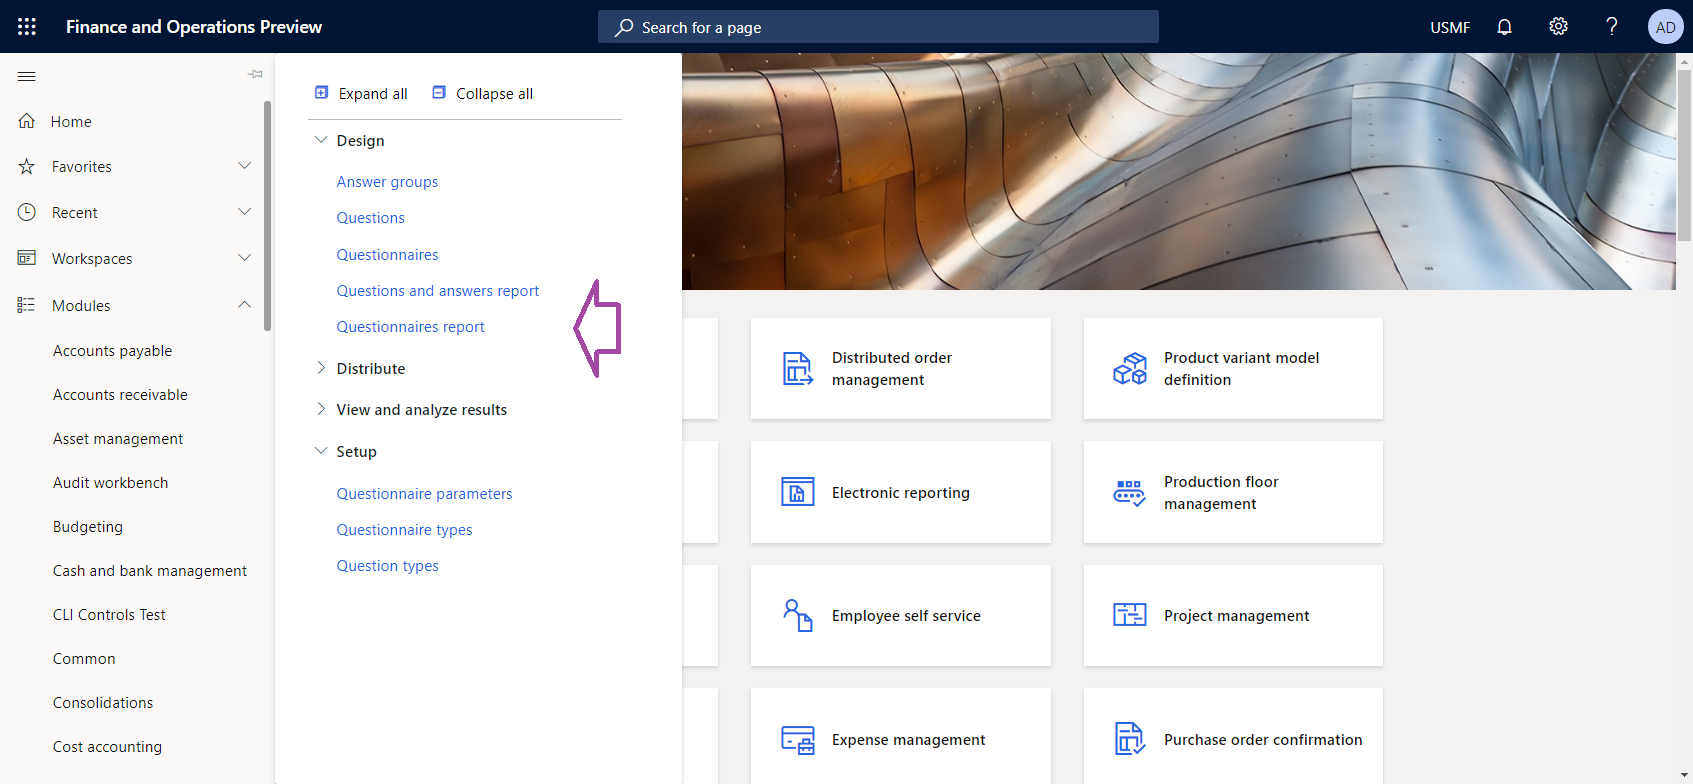 Finance and Operations Preview
Search for a page
USMF
AD
Home
Favorites
Recent
Workspaces
Modules
Accounts payable
Accounts receivable
Asset management
Audit workbench
Budgeting
Cash and bank management
CLI Controls Test
Common
Consolidations
Cost accounting
Expand all
Collapse all
Design
Answer groups
Questions
Questionnaires
Questions and answers report
Questionnaires report
Distribute
View and analyze results
Setup
Questionnaire parameters
Questionnaire types
Question types
Distributed order
management
Product variant model
definition
Electronic reporting
Production floor
management
Employee self service
Project management
Expense management
Purchase order confirmation